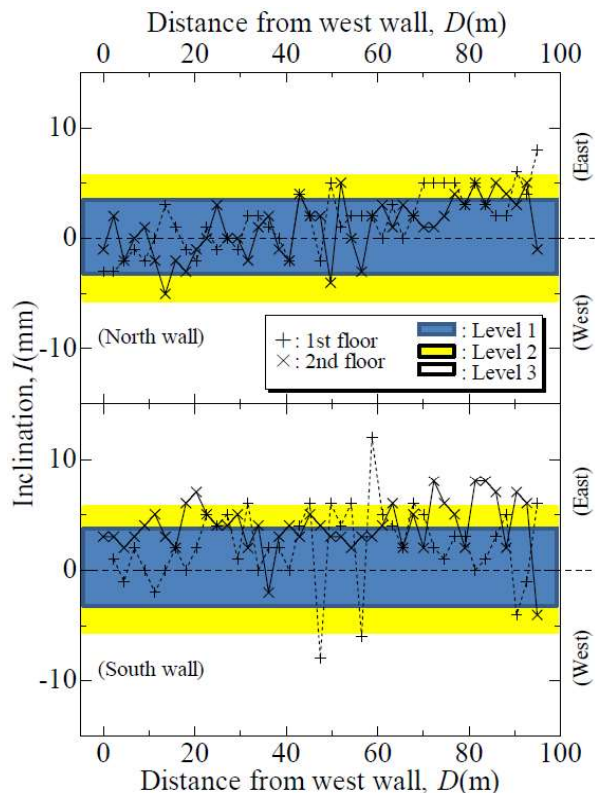 Distance from west wall, D(m)
0 20 40 60 80 100
10
0
-10
(East)
(West)
(North wall)
+ : 1st floor
× : 2nd floor
: Level 1
: Level 2
: Level 3
Inclination, I(mm)
10
0
-10
(East)
(West)
(South wall)
0 20 40 60 80 100
Distance from west wall, D(m)